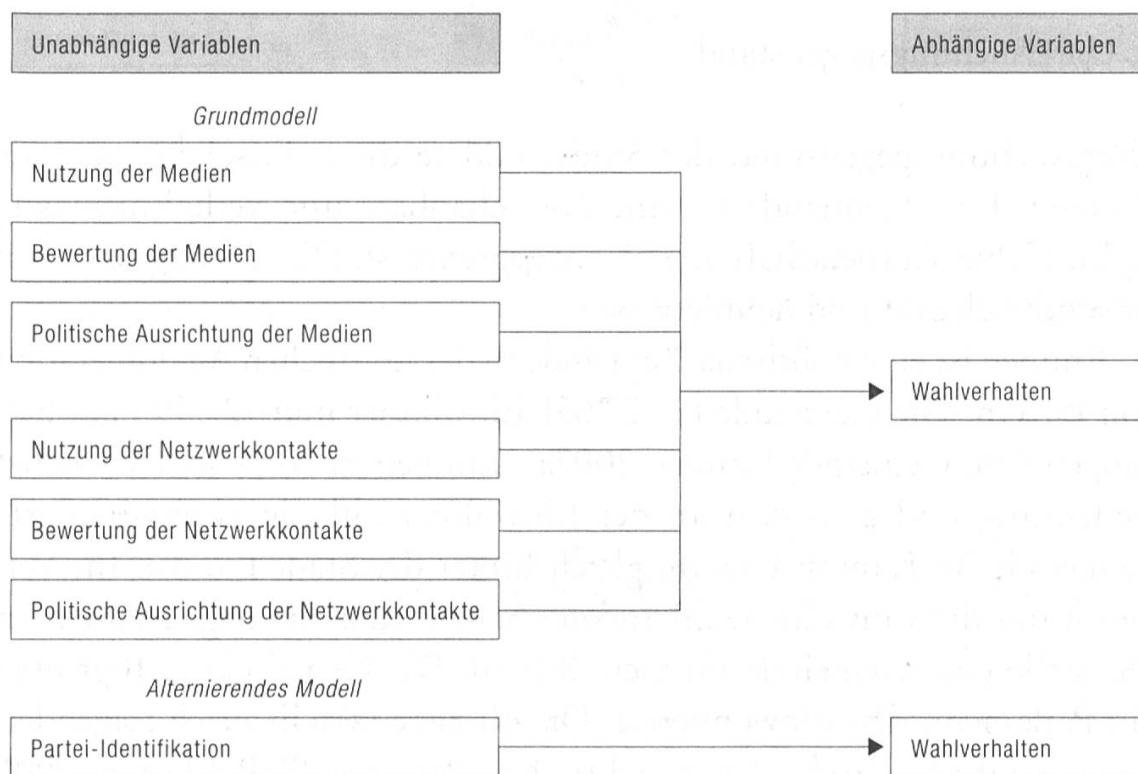 Unabhängige Variablen
Abhängige Variablen
Grundmodell
Nutzung der Medien
Bewertung der Medien
Politische Ausrichtung der Medien
Wahlverhalten
Nutzung der Netzwerkkontakte
Bewertung der Netzwerkkontakte
Politische Ausrichtung der Netzwerkkontakte
Alternierendes Modell
Partei-Identifikation
Wahlverhalten